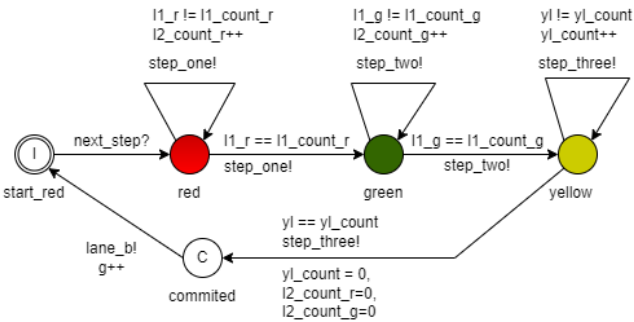 l1_r != l1_count_r
l2_count_r++
step_one!
l1_g != l1_count_g
l2_count_g++
step_two!
yl != yl_count
yl_count++
step_three!
I
next_step?
l1_r == l1_count_r
step_one!
l1_g == l1_count_g
step_two!
start_red
red
green
yellow
lane_b!
g++
C
commited
yl == yl_count
step_three!
yl_count = 0,
l2_count_r=0,
l2_count_g=0